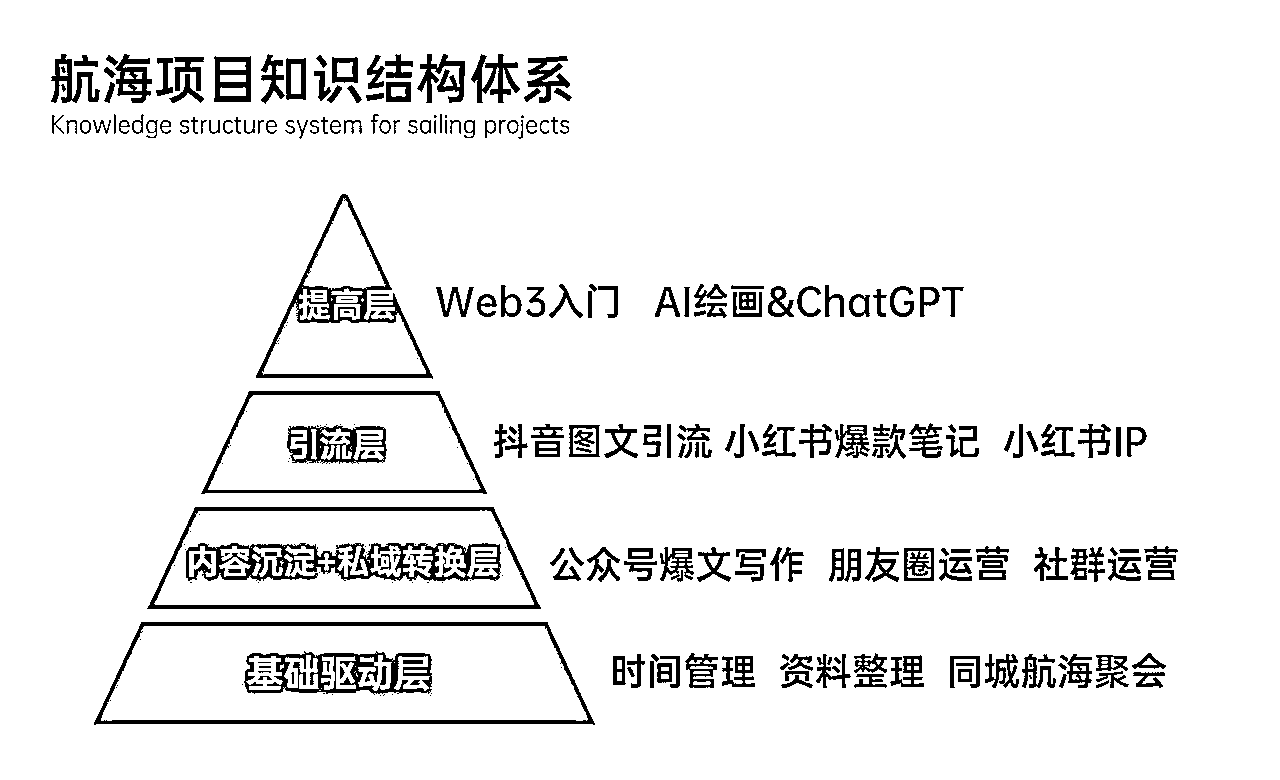 航海项目知识结构体系
Knowledge structure system for sailing projects
提高层 Web3入门 AI绘画&ChatGPT
引流层 抖音图文引流 小红书爆款笔记 小红书IP
内容沉淀+私域转换层 公众号爆文写作 朋友圈运营 社群运营
基础驱动层 时间管理 资料整理 同城航海聚会